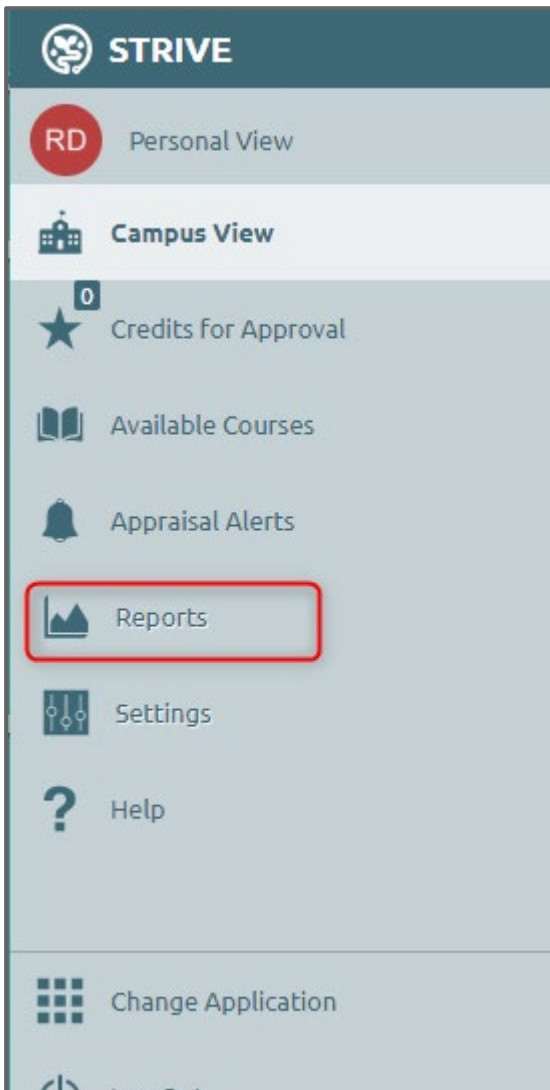 STRIVE
RD
Personal View
Campus View
0
Credits for Approval
Available Courses
Appraisal Alerts
Reports
Settings
? Help
Change Application